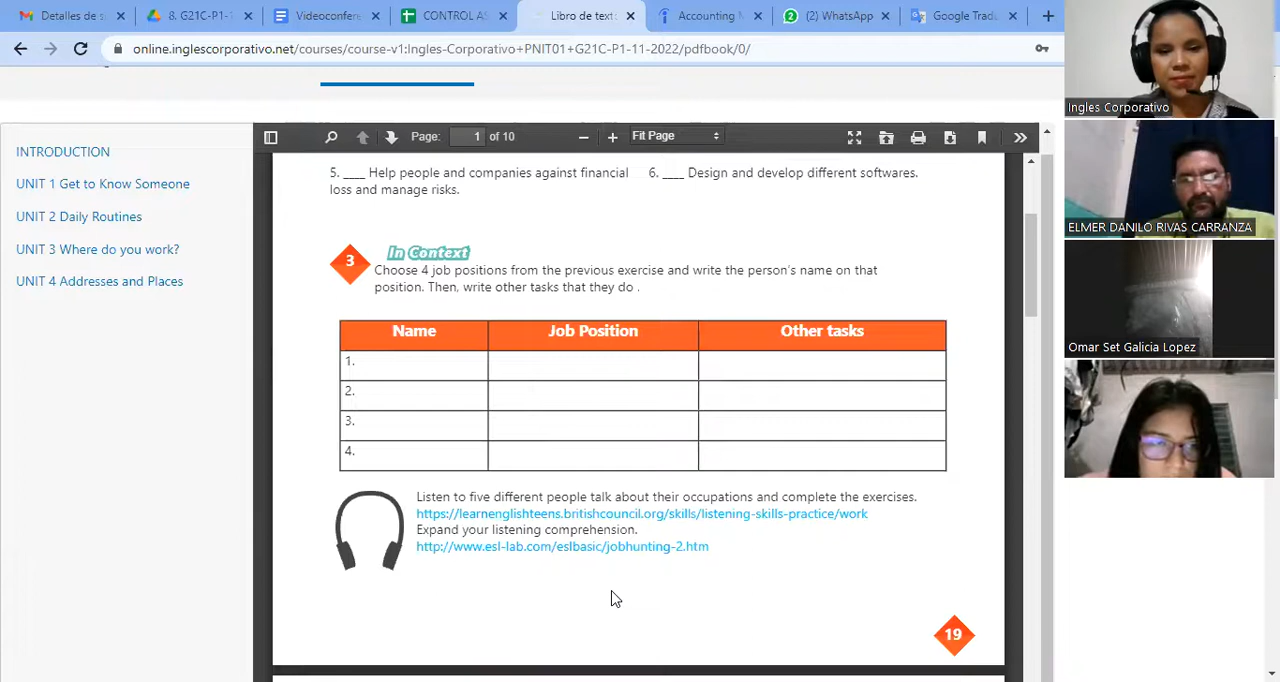 Detalles de s
8. G21C-P1-1
Videoconfere
CONTROL AS
Libro de text
Accounting M
(2) WhatsApp
Google Tradu
online.inglescorporativo.net/courses/course-v1:Ingles-Corporativo+PNIT01+G21C-P1-11-2022/pdfbook/0/
Page: 1 of 10
Fit Page
INTRODUCTION
UNIT 1 Get to Know Someone
UNIT 2 Daily Routines
UNIT 3 Where do you work?
UNIT 4 Addresses and Places
5. ____ Help people and companies against financial
loss and manage risks.
6. ____ Design and develop different softwares.
3
In Context
Choose 4 job positions from the previous exercise and write the person's name on that
position. Then, write other tasks that they do .
Name Job Position Other tasks
1.
2.
3.
4.
Listen to five different people talk about their occupations and complete the exercises.
https://learnenglishteens.britishcouncil.org/skills/listening-skills-practice/work
Expand your listening comprehension.
http://www.esl-lab.com/eslbasic/jobhunting-2.htm
19
Ingles Corporativo
ELMER DANILO RIVAS CARRANZA
Omar Set Galicia Lopez